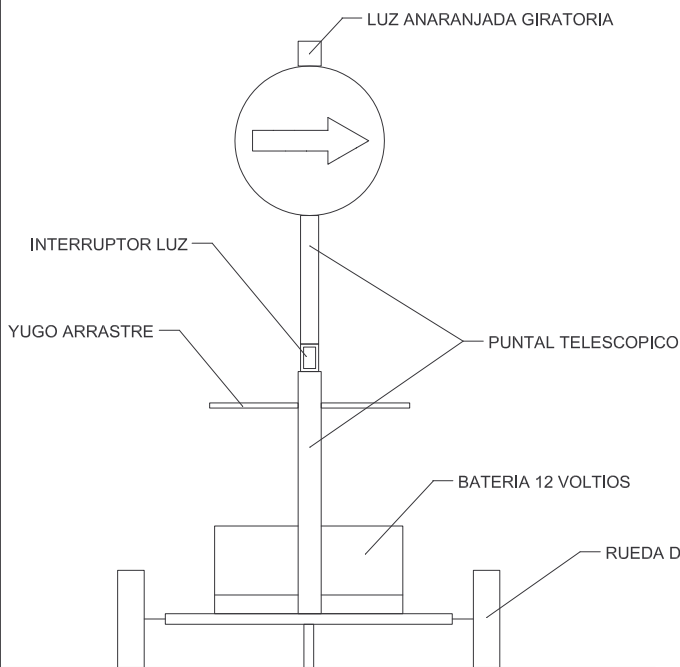 LUZ ANARANJADA GIRATORIA
INTERRUPTOR LUZ
YUGO ARRASTRE
PUNTAL TELESCOPICO
BATERIA 12 VOLTIOS
RUEDA D